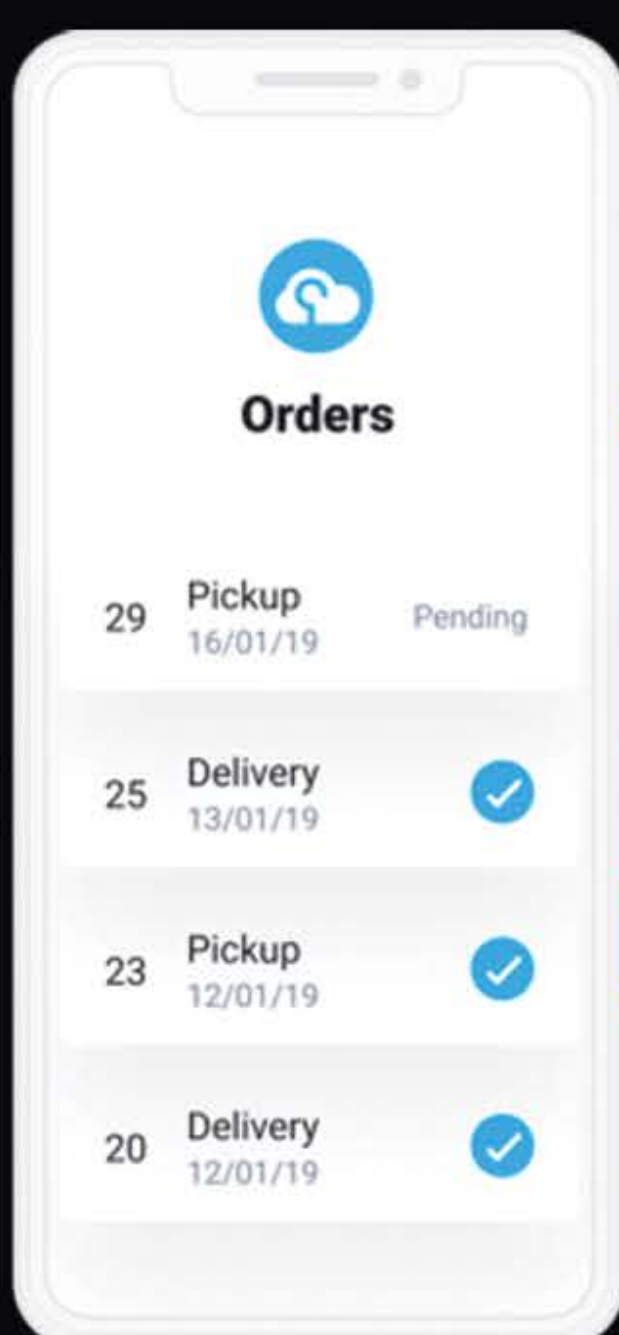 Orders
29
Pickup
16/01/19
Pending
25
Delivery
13/01/19
23
Pickup
12/01/19
20
Delivery
12/01/19